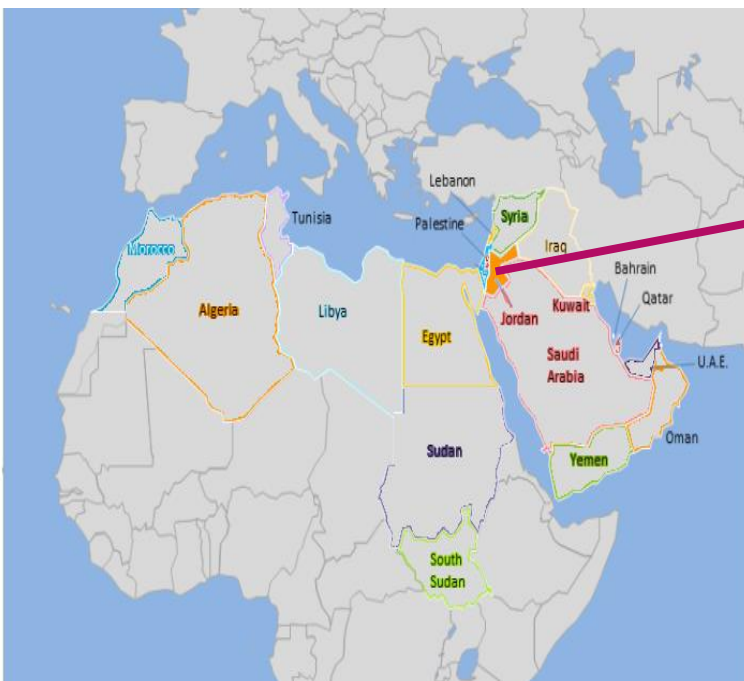 Lebanon
Tunisia
Syria
Palestine
Morocco
Iraq
Bahrain
Qatar
Algeria
Libya
Egypt
Jordan
Kuwait
Saudi
Arabia
U.A.E.
Oman
Sudan
Yemen
South
Sudan